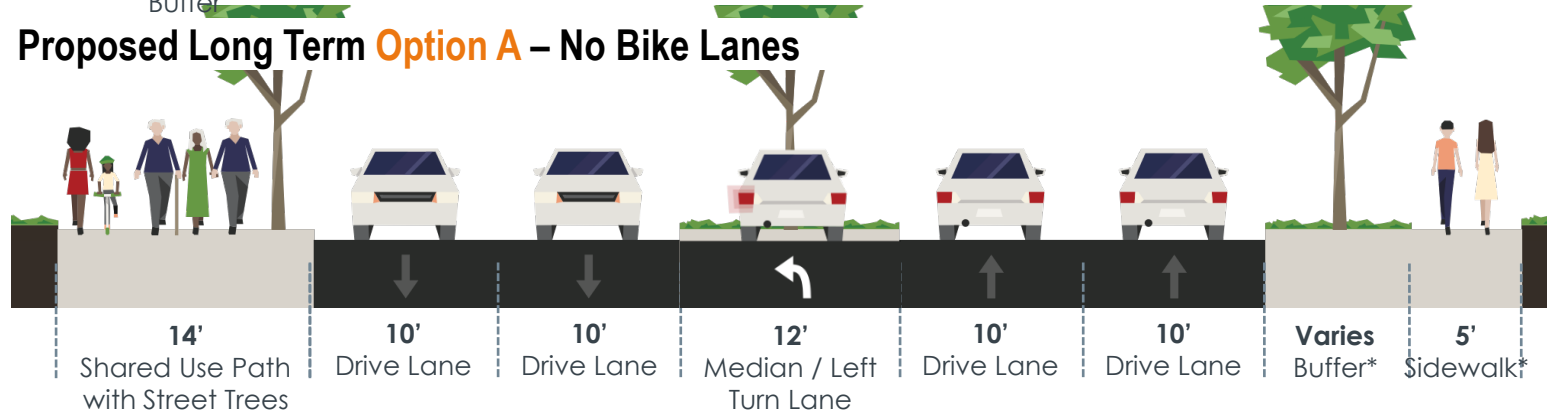 Buffer
Proposed Long Term Option A – No Bike Lanes
14’ 10’ 10’ 12’ 10’ 10’ Varies 5’
Shared Use Path Drive Lane Drive Lane Median / Left Drive Lane Drive Lane Buffer* Sidewalk*
with Street Trees Turn Lane